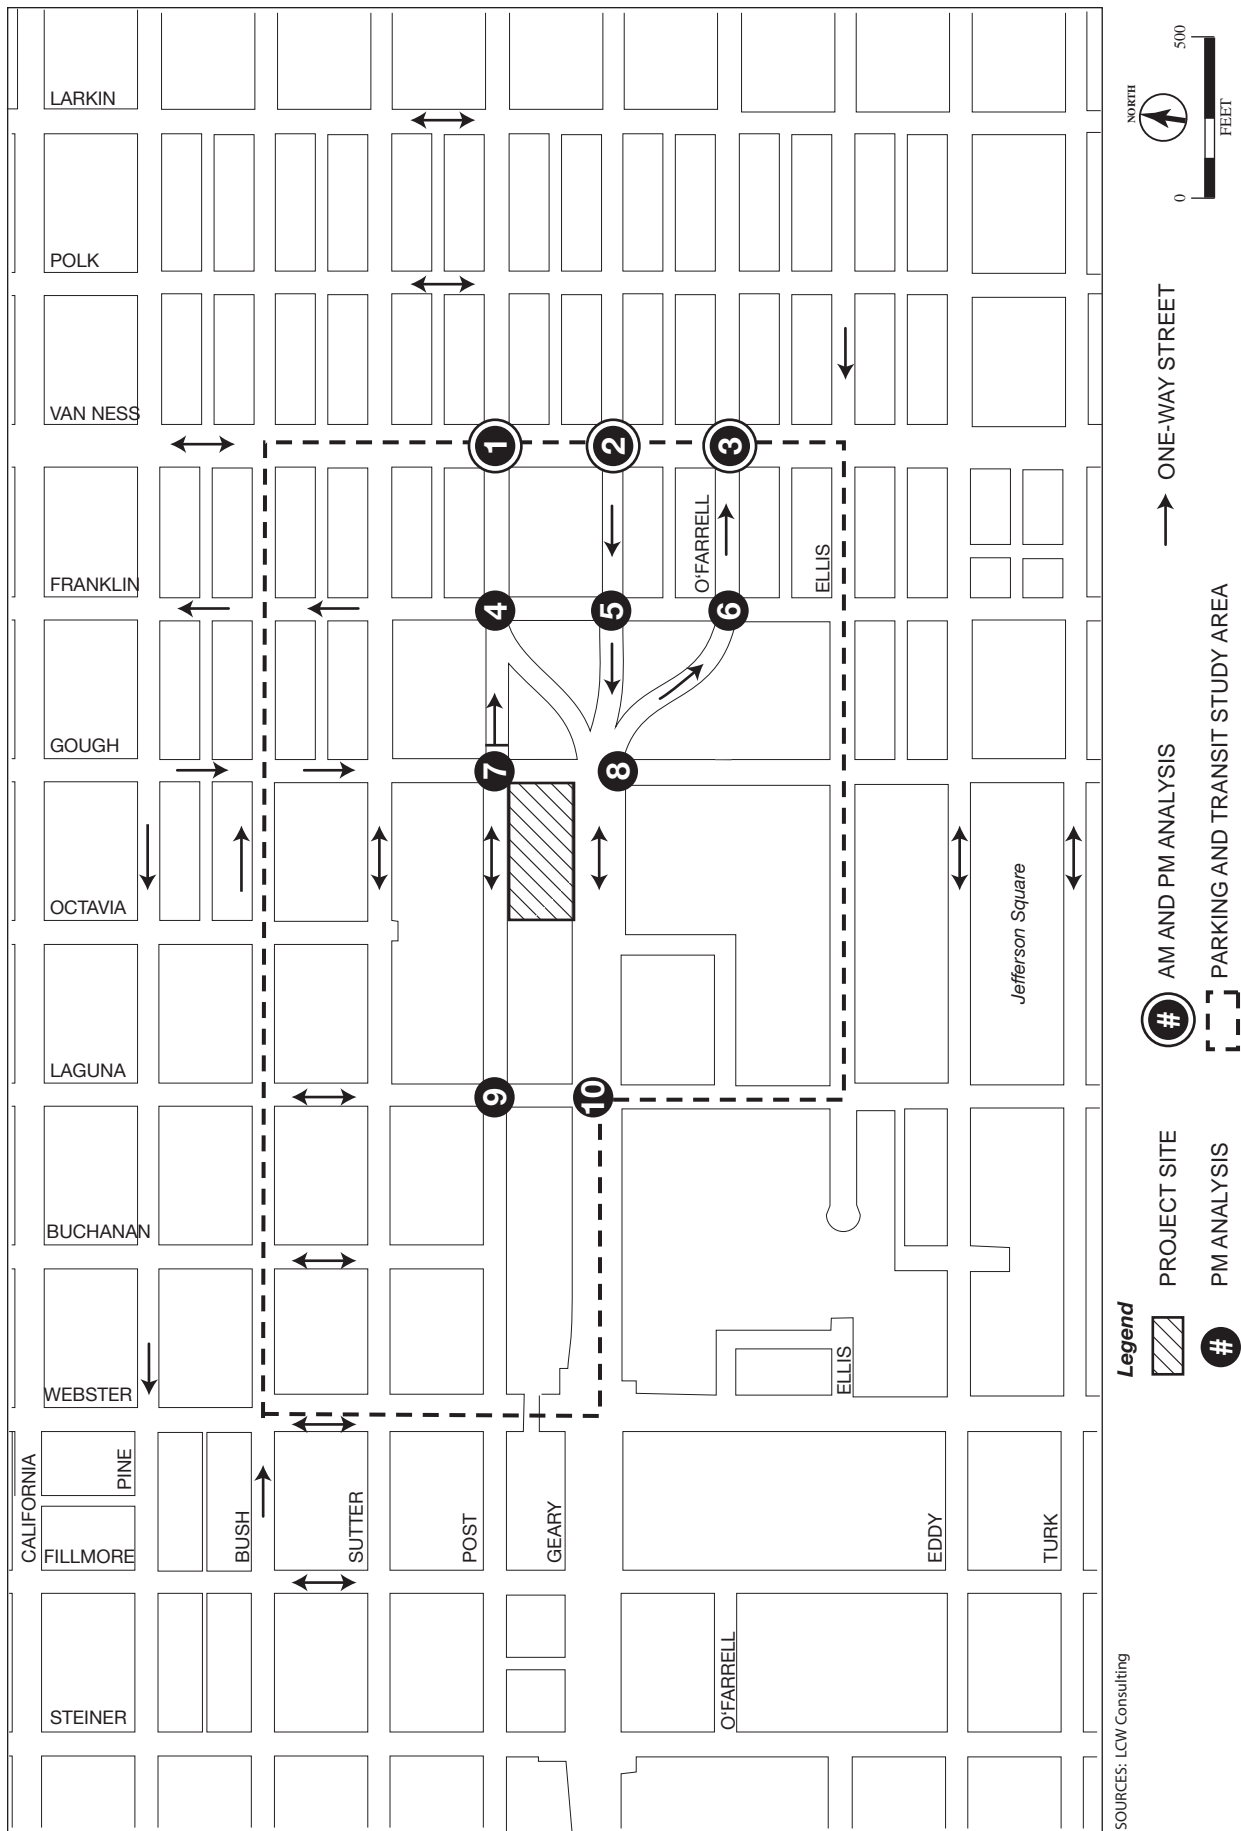 CALIFORNIA
STEINER
FILLMORE
WEBSTER
BUCHANAN
LAGUNA
OCTAVIA
GOUGH
FRANKLIN
VAN NESS
POLK
LARKIN
PINE
BUSH
SUTTER
POST
GEARY
O'FARRELL
ELLIS
EDDY
TURK
O'FARRELL
ELLIS
Jefferson Square
1
2
3
4
5
6
7
8
9
10
Legend
PROJECT SITE
# PM ANALYSIS
# AM AND PM ANALYSIS
PARKING AND TRANSIT STUDY AREA
ONE-WAY STREET
NORTH
0 500
FEET
SOURCES: LCW Consulting